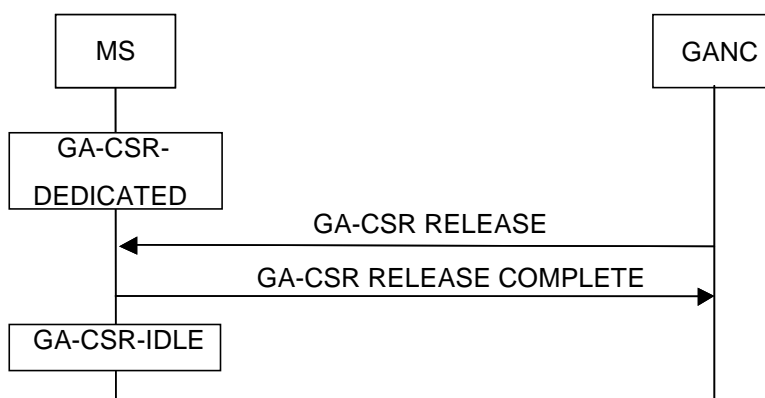 MS
GANC
GA-CSR-
DEDICATED
GA-CSR RELEASE
GA-CSR RELEASE COMPLETE
GA-CSR-IDLE